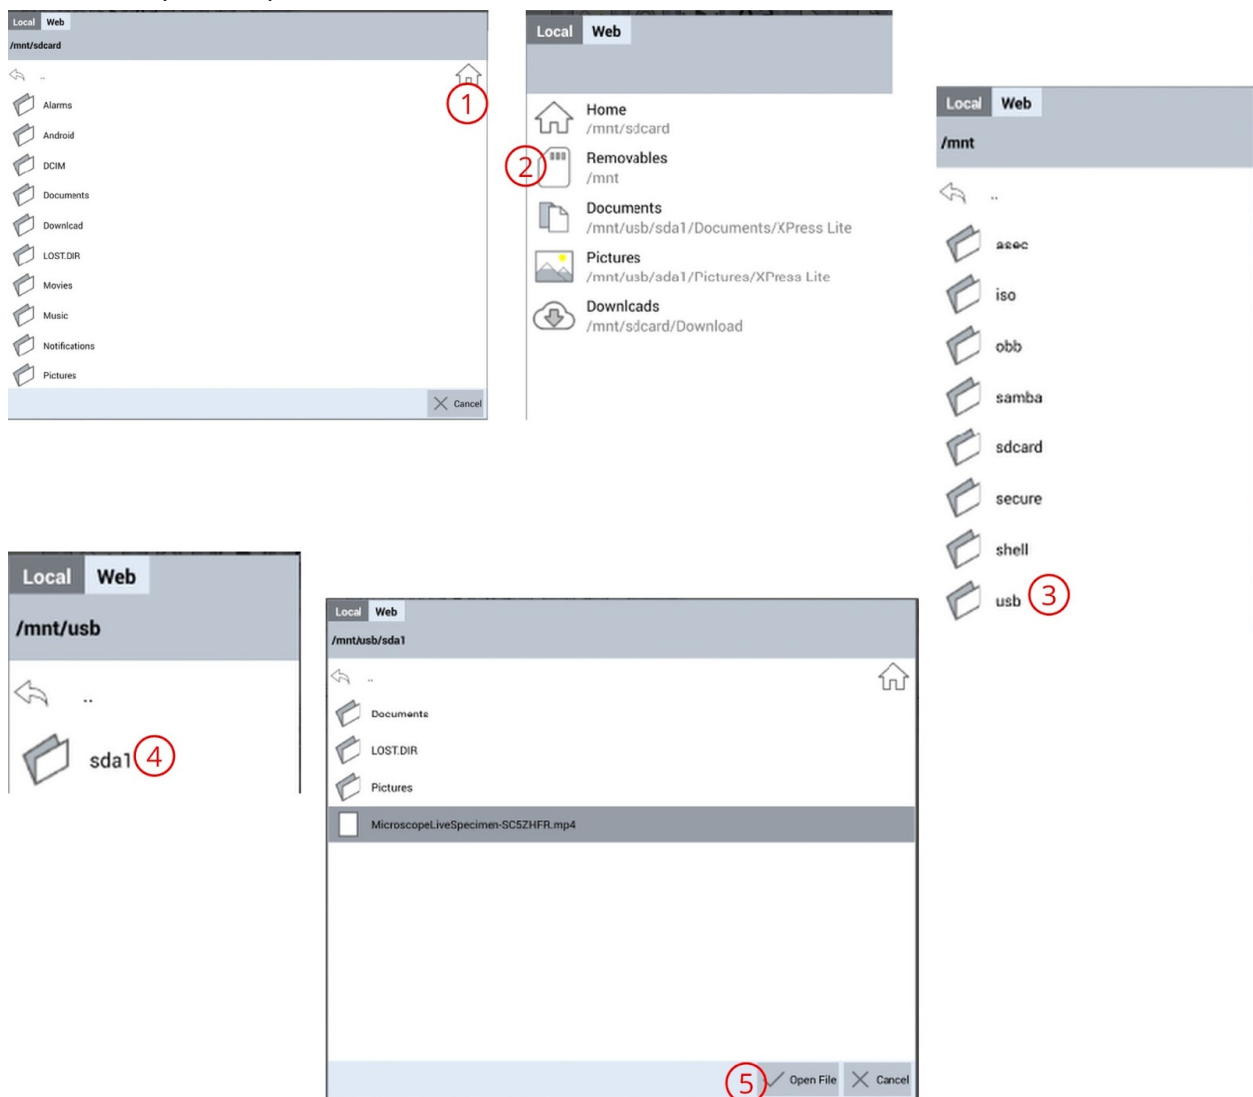 Local Web
/mnt/sdcard
..
1
Alarms
Android
DCIM
Documents
Downlcad
LOST.DIR
Movies
Music
Notifications
Pictures
Cancel
Local Web
Home
/mnt/sdcard
2
Removables
/mnt
Documents
/mnt/usb/sda1/Documents/XPress Lite
Pictures
/mnt/usb/sda1/Pictures/XPress Lite
Downlcads
/mnt/sdcard/Download
Local Web
/mnt
..
asec
iso
obb
samba
sdcard
secure
shell
usb 3
Local Web
/mnt/usb
..
sda1 4
Local Web
/mnt/usb/sda1
..
Documents
LOST.DIR
Pictures
MicroscopeLiveSpecimen-SC5ZHFR.mp4
5 Open File Cancel